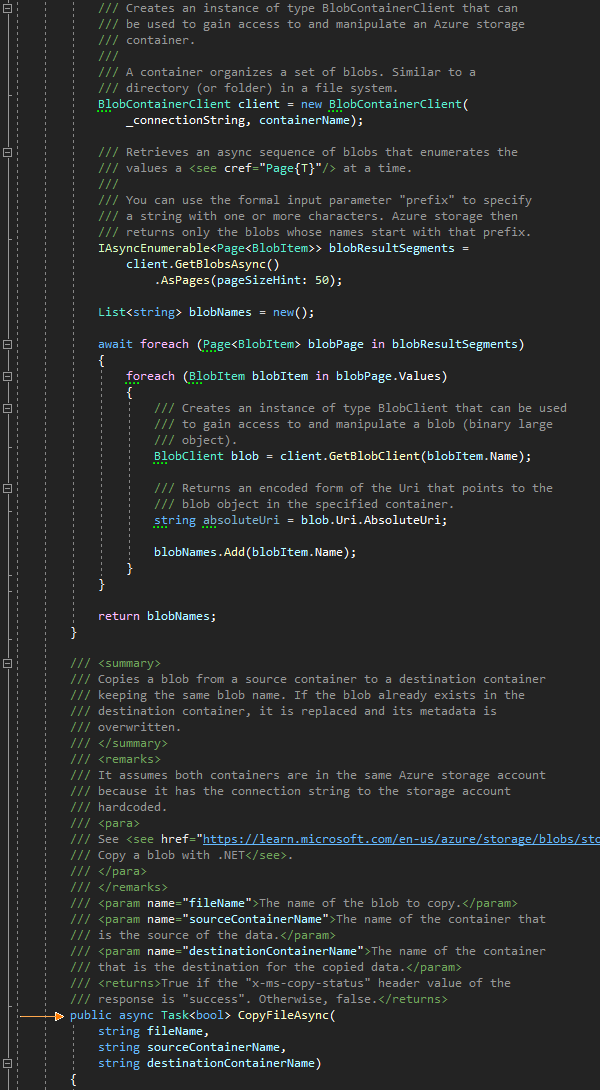 /// Creates an instance of type BlobContainerClient that can
/// be used to gain access to and manipulate an Azure storage
/// container.
///
/// A container organizes a set of blobs. Similar to a
/// directory (or folder) in a file system.
BlobContainerClient client = new BlobContainerClient(
_connectionString, containerName);
/// Retrieves an async sequence of blobs that enumerates the
/// values a <see cref="Page{T}"/> at a time.
///
/// You can use the formal input parameter "prefix" to specify
/// a string with one or more characters. Azure storage then
/// returns only the blobs whose names start with that prefix.
IAsyncEnumerable<Page<BlobItem>> blobResultSegments =
client.GetBlobsAsync()
.AsPages(pageSizeHint: 50);
List<string> blobNames = new();
await foreach (Page<BlobItem> blobPage in blobResultSegments)
{
foreach (BlobItem blobItem in blobPage.Values)
{
/// Creates an instance of type BlobClient that can be used
/// to gain access to and manipulate a blob (binary large
/// object).
BlobClient blob = client.GetBlobClient(blobItem.Name);
/// Returns an encoded form of the Uri that points to the
/// blob object in the specified container.
string absoluteUri = blob.Uri.AbsoluteUri;
blobNames.Add(blobItem.Name);
}
}
return blobNames;
}
/// <summary>
/// Copies a blob from a source container to a destination container
/// keeping the same blob name. If the blob already exists in the
/// destination container, it is replaced and its metadata is
/// overwritten.
/// </summary>
/// <remarks>
/// It assumes both containers are in the same Azure storage account
/// because it has the connection string to the storage account
/// hardcoded.
/// <para>
/// See <see href="https://learn.microsoft.com/en-us/azure/storage/blobs/sto
/// Copy a blob with .NET</see>.
/// </para>
/// </remarks>
/// <param name="fileName">The name of the blob to copy.</param>
/// <param name="sourceContainerName">The name of the container that
/// is the source of the data.</param>
/// <param name="destinationContainerName">The name of the container
/// that is the destination for the copied data.</param>
/// <returns>True if the "x-ms-copy-status" header value of the
/// response is "success". Otherwise, false.</returns>
public async Task<bool> CopyFileAsync(
string fileName,
string sourceContainerName,
string destinationContainerName)
{